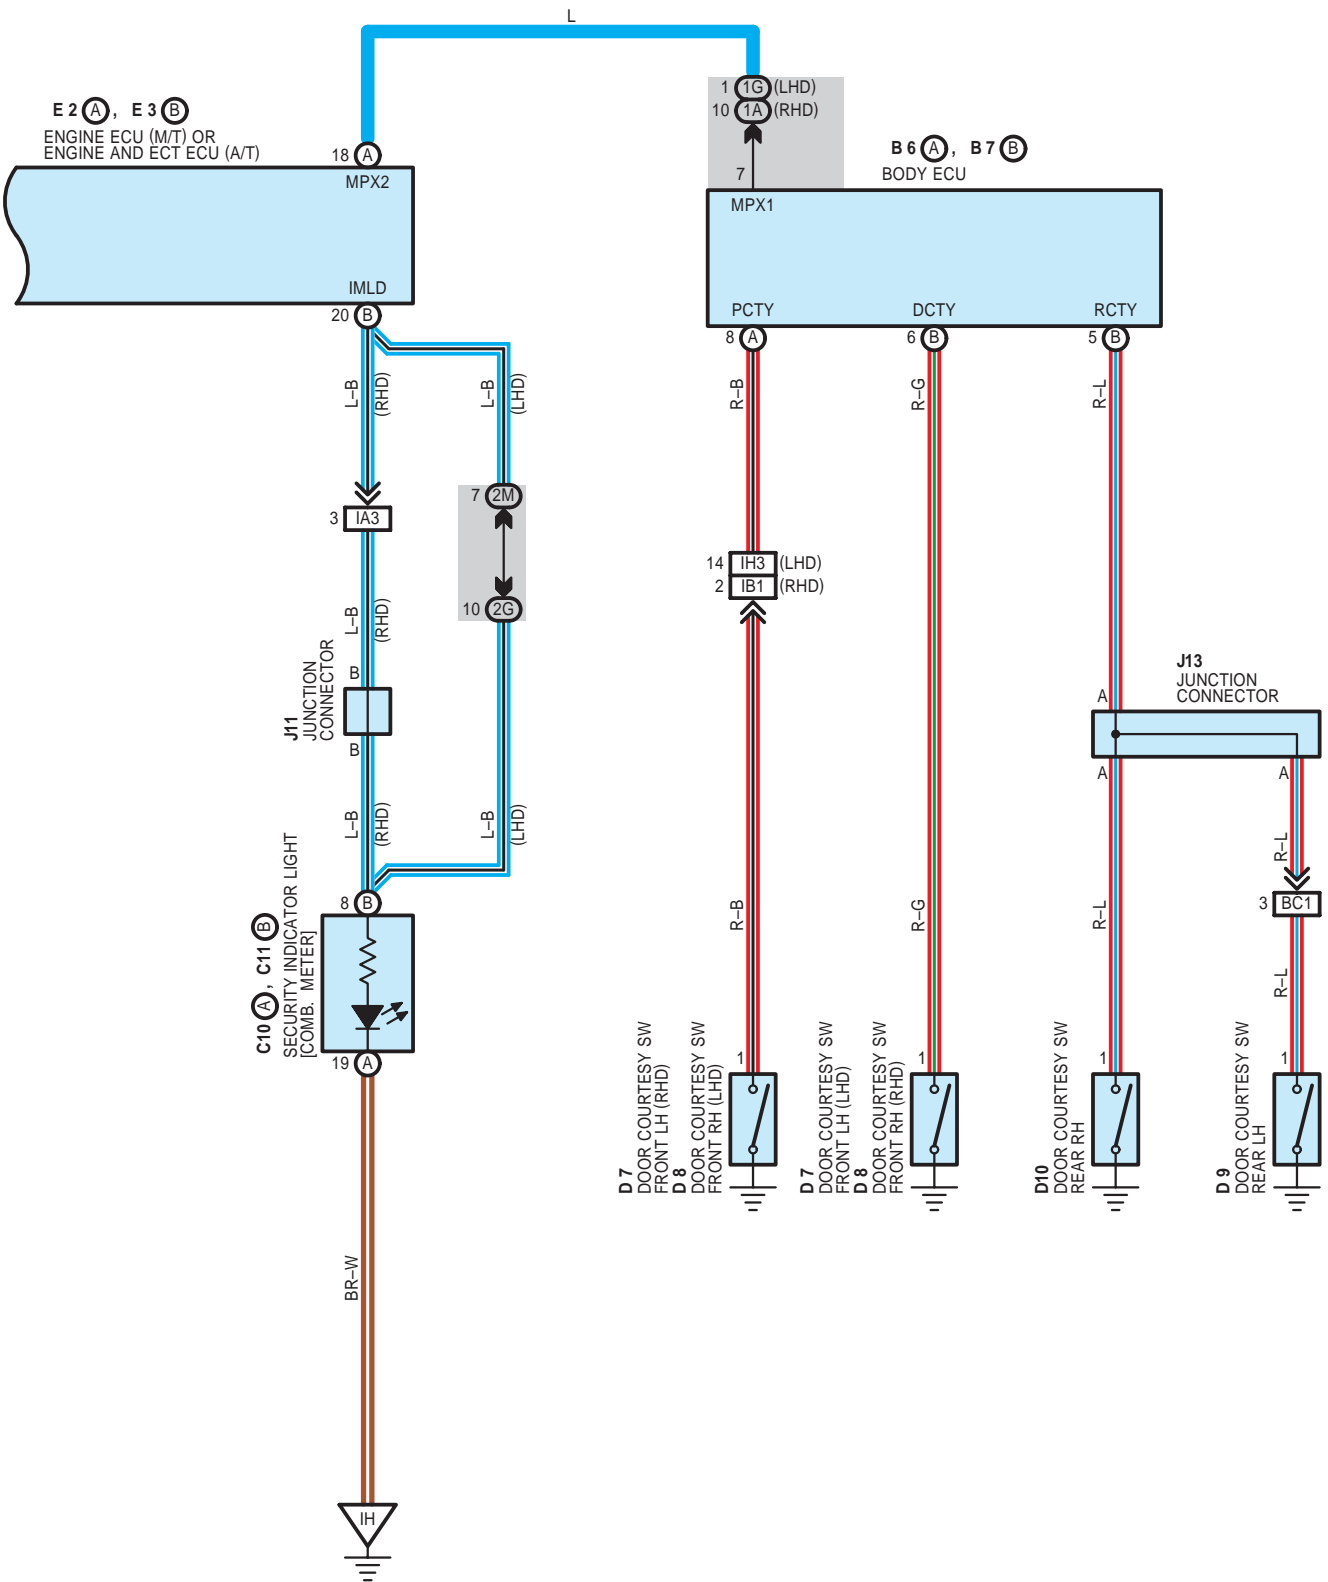 L
1 1G (LHD)
10 1A (RHD)
E 2 A , E 3 B
ENGINE ECU (M/T) OR
ENGINE AND ECT ECU (A/T)
18 A
MPX2
B 6 A , B 7 B
BODY ECU
7
MPX1
IMLD
20 B
PCTY
DCTY
RCTY
8 A
6 B
5 B
L–B
(RHD)
L–B
(LHD)
R–B
R–G
R–L
7 2M
3 IA3
14 IH3 (LHD)
2 IB1 (RHD)
10 2G
L–B
(RHD)
J11
JUNCTION
CONNECTOR
B
B
J13
JUNCTION
CONNECTOR
A
A
A
L–B
(RHD)
L–B
(LHD)
R–L
8 B
3 BC1
C10 A , C11 B
SECURITY INDICATOR LIGHT
[COMB. METER]
R–B
R–G
R–L
R–L
19 A
1
1
1
1
D 7
DOOR COURTESY SW
FRONT LH (RHD)
D 8
DOOR COURTESY SW
FRONT RH (LHD)
D 7
DOOR COURTESY SW
FRONT LH (LHD)
D 8
DOOR COURTESY SW
FRONT RH (RHD)
D10
DOOR COURTESY SW
REAR RH
D 9
DOOR COURTESY SW
REAR LH
BR–W
IH